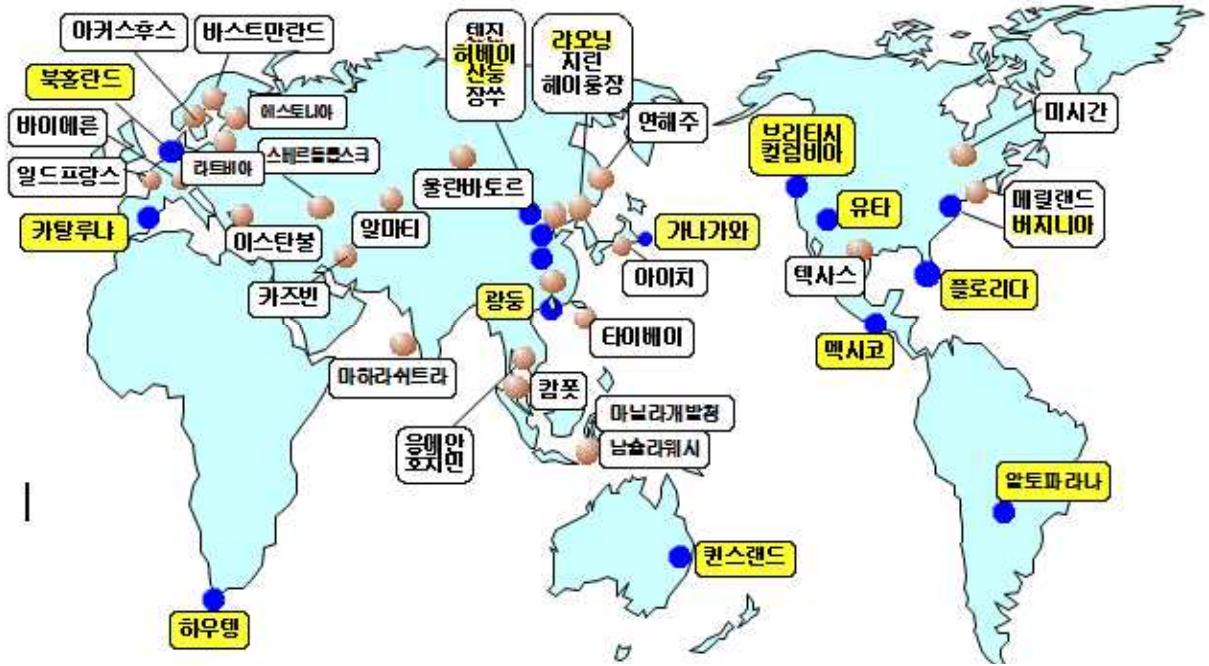 아커스후스
바스트만란드
북홀란드
에스토니아
바이에른
라트비아
스베르들롭스크
일드프랑스
카탈루냐
이스탄불
알마티
카즈빈
울란바토르
텐진
허베이
산둥
장쑤
랴오닝
지린
헤이룽장
연해주
가나가와
아이치
광둥
타이베이
마하라쉬트라
캄폿
마닐라개발청
남술라웨시
응에안
호치민
퀸스랜드
하우텡
브리티시
컬럼비아
유타
미시간
메릴랜드
버지니아
텍사스
플로리다
멕시코
알토파라나